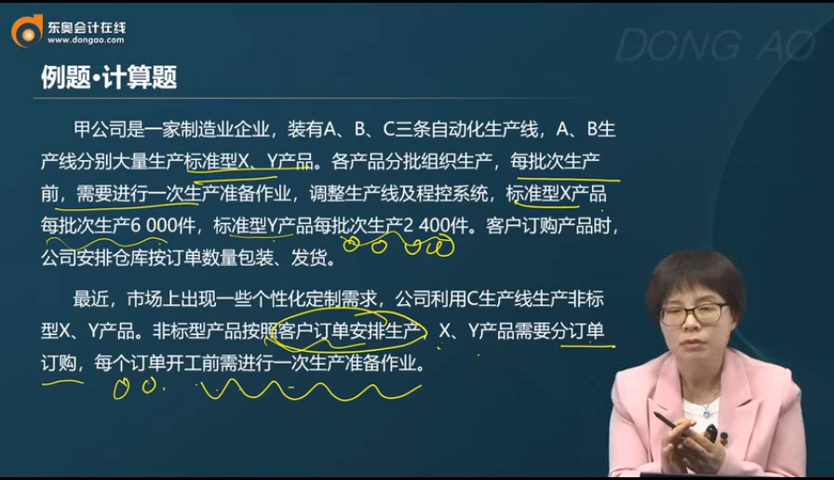 东奥会计在线
www.dongao.com
DONG AO
例题·计算题
甲公司是一家制造业企业，装有A、B、C三条自动化生产线，A、B生
产线分别大量生产标准型X、Y产品。各产品分批组织生产，每批次生产
前，需要进行一次生产准备作业，调整生产线及程控系统，标准型X产品
每批次生产6 000件，标准型Y产品每批次生产2 400件。客户订购产品时，
公司安排仓库按订单数量包装、发货。
最近，市场上出现一些个性化定制需求，公司利用C生产线生产非标
型X、Y产品。非标型产品按照客户订单安排生产，X、Y产品需要分订单
订购，每个订单开工前需进行一次生产准备作业。